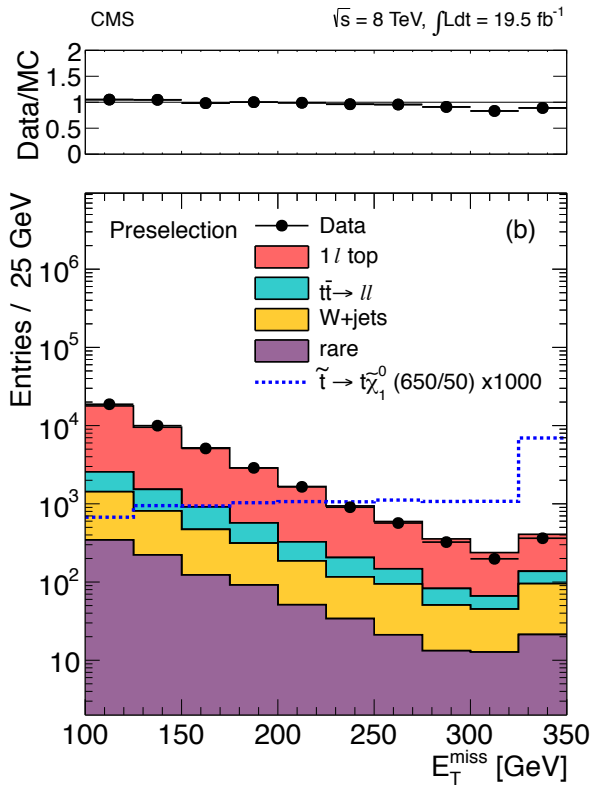 CMS √s = 8 TeV, ∫Ldt = 19.5 fb⁻¹
Data/MC
2
1.5
1
0.5
0
Entries / 25 GeV
Preselection
Data
(b)
1l top
tt̄→ ll
W+jets
rare
t̃ → tχ̃₁⁰ (650/50) x1000
10⁶
10⁵
10⁴
10³
10²
10
100 150 200 250 300 350
E_T^miss [GeV]